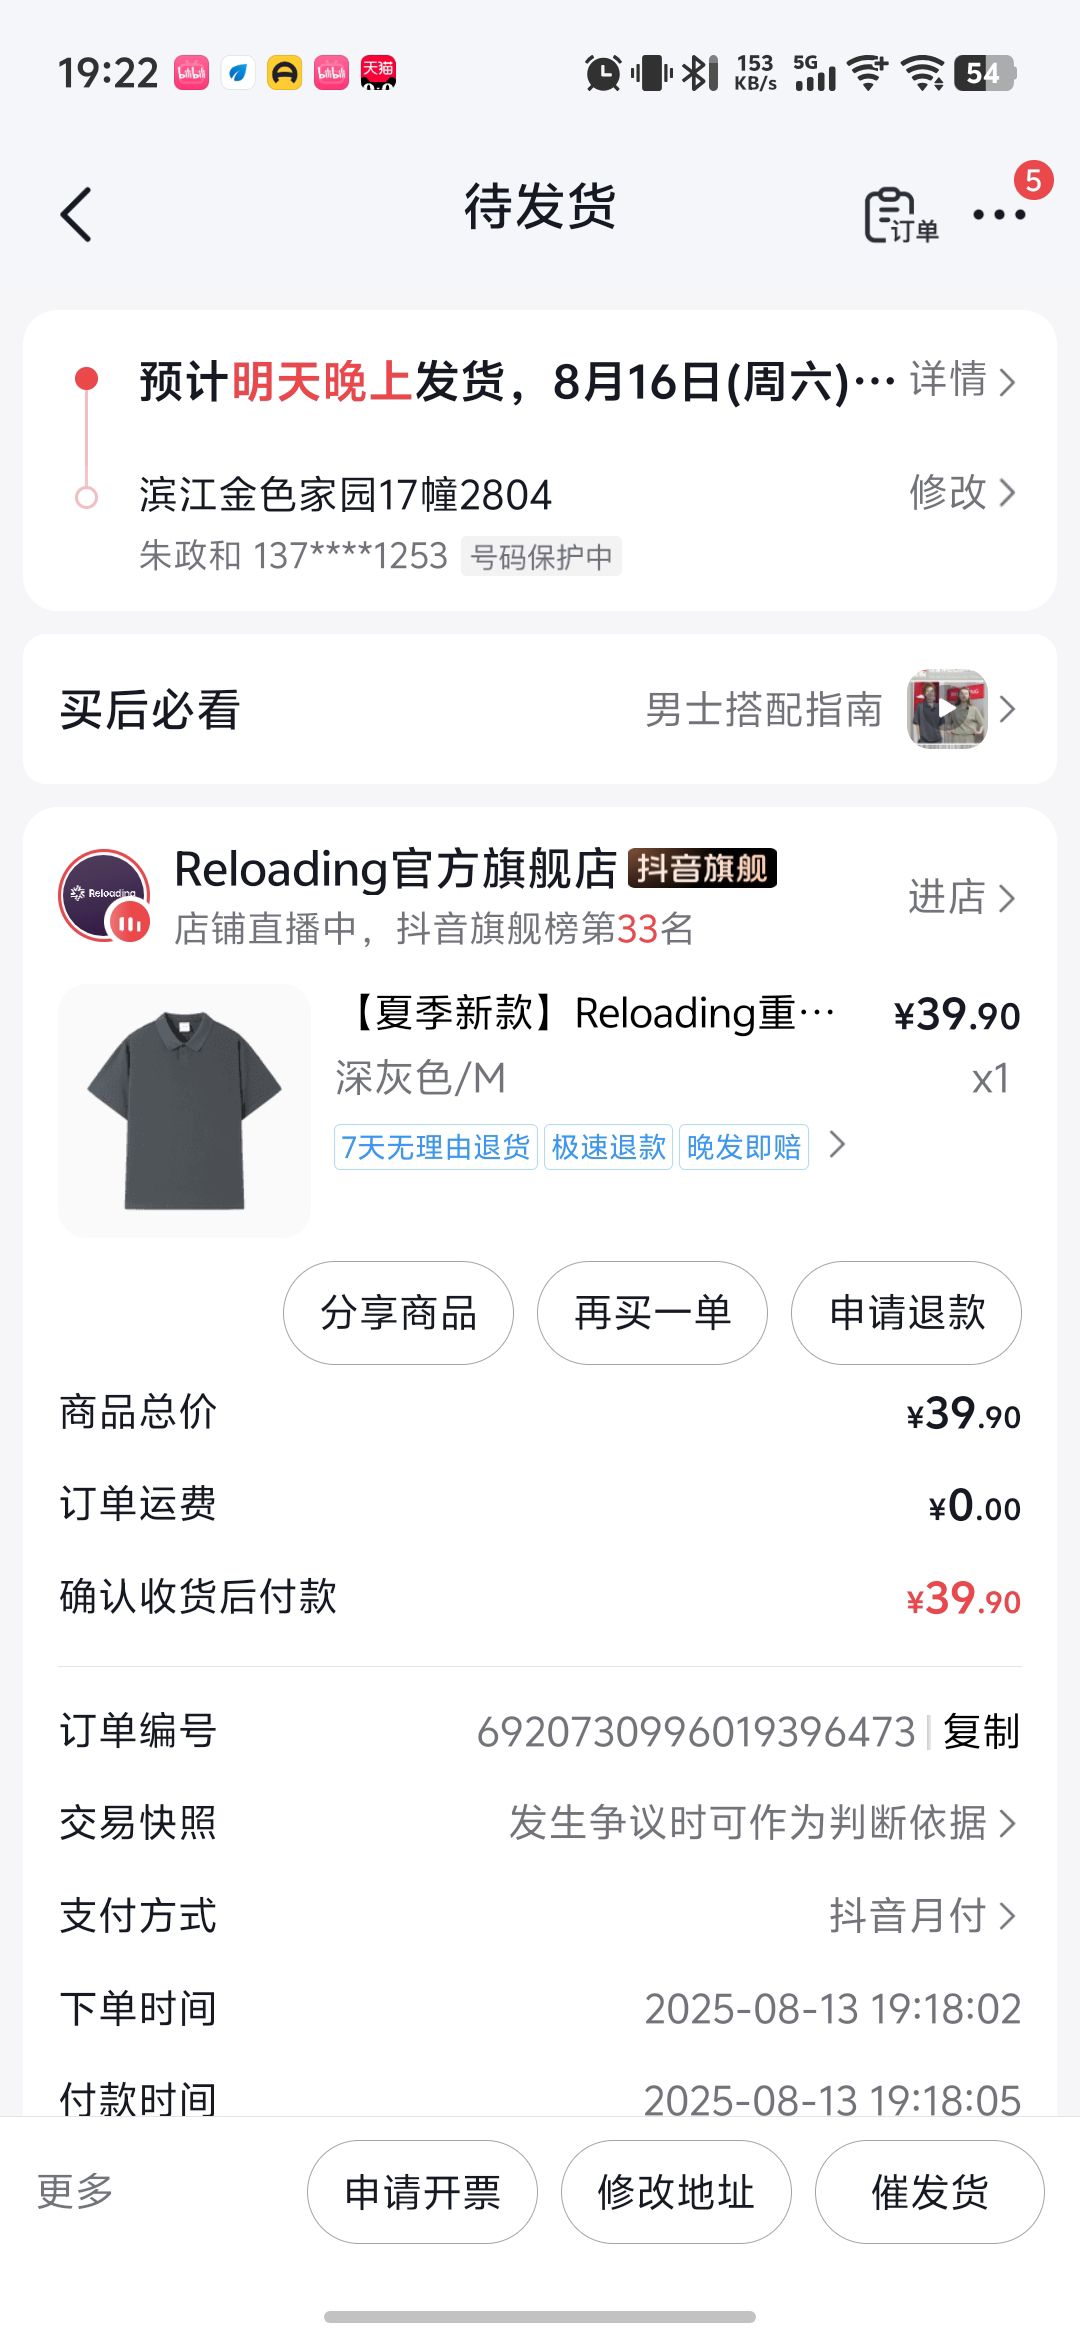 19:22
bilibili
bilibili
天猫
153
KB/s
5G
54
待发货
订单
5
预计明天晚上发货，8月16日(周六)…
详情
滨江金色家园17幢2804
修改
朱政和 137****1253 号码保护中
买后必看
男士搭配指南
Reloading
Reloading官方旗舰店
抖音旗舰
店铺直播中，抖音旗舰榜第33名
进店
【夏季新款】Reloading重…
¥39.90
深灰色/M
x1
7天无理由退货
极速退款
晚发即赔
分享商品
再买一单
申请退款
商品总价
¥39.90
订单运费
¥0.00
确认收货后付款
¥39.90
订单编号
6920730996019396473
复制
交易快照
发生争议时可作为判断依据
支付方式
抖音月付
下单时间
2025-08-13 19:18:02
付款时间
2025-08-13 19:18:05
更多
申请开票
修改地址
催发货